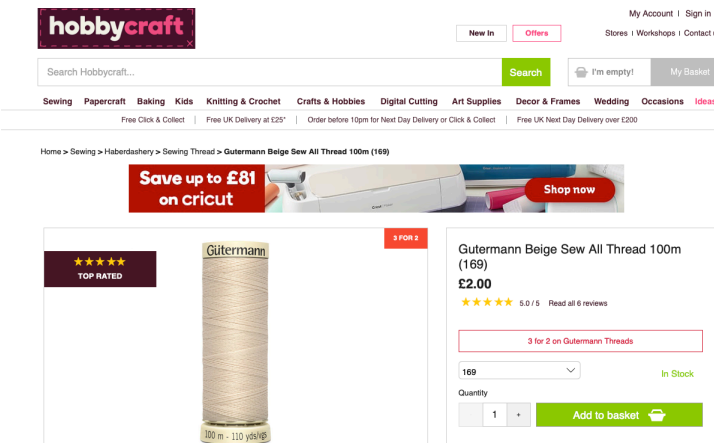 hobbycraft
My Account | Sign in
New In Offers Stores | Workshops | Contact
Search Hobbycraft... Search I'm empty! My Basket
Sewing Papercraft Baking Kids Knitting & Crochet Crafts & Hobbies Digital Cutting Art Supplies Decor & Frames Wedding Occasions Ideas
Free Click & Collect | Free UK Delivery at £25* | Order before 10pm for Next Day Delivery or Click & Collect | Free UK Next Day Delivery over £200
Home > Sewing > Haberdashery > Sewing Thread > Gutermann Beige Sew All Thread 100m (169)
Save up to £81
on cricut
Shop now
3 FOR 2
★★★★★
TOP RATED
Gütermann
100 m - 110 yds/vgs
Gutermann Beige Sew All Thread 100m
(169)
£2.00
★★★★★ 5.0 / 5 Read all 6 reviews
3 for 2 on Gutermann Threads
169 In Stock
Quantity
1 + Add to basket